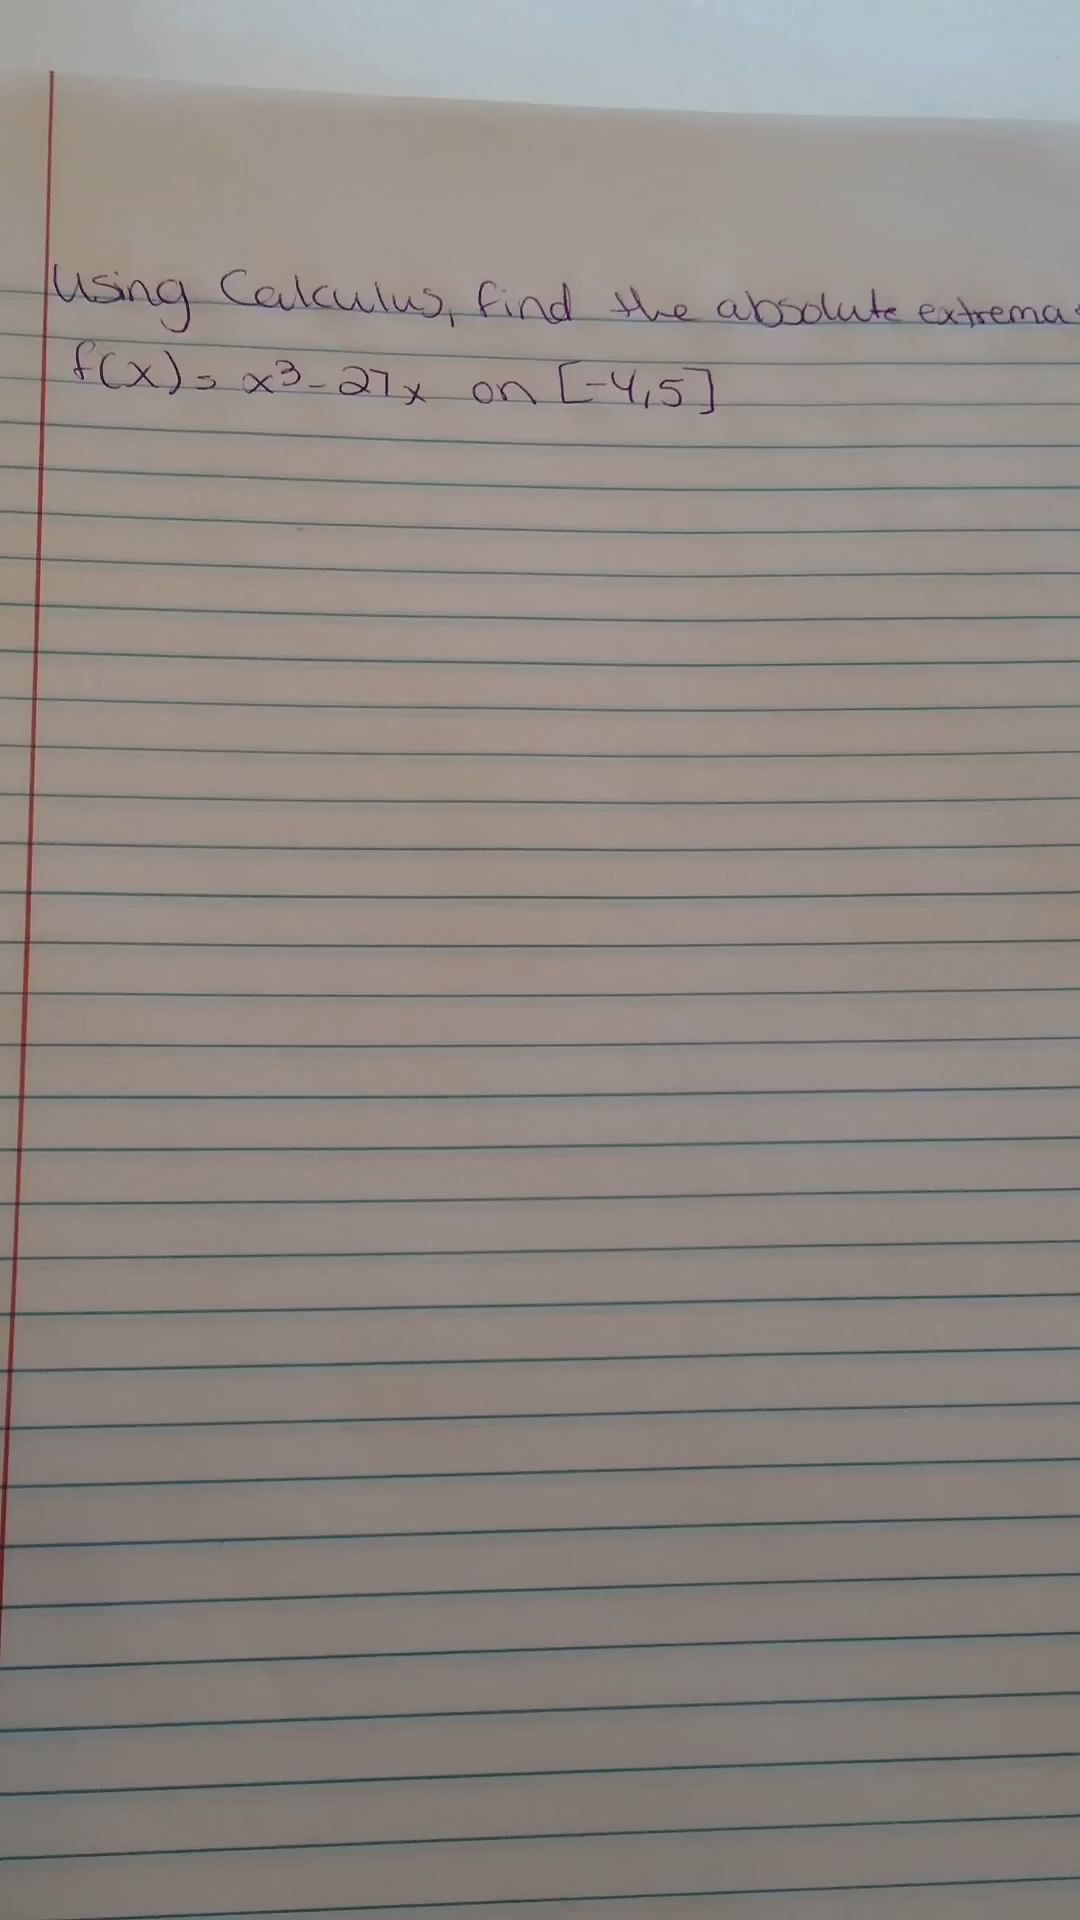 Using Calculus, find the absolute extrema
f(x) = x³ - 27x on [-4,5]